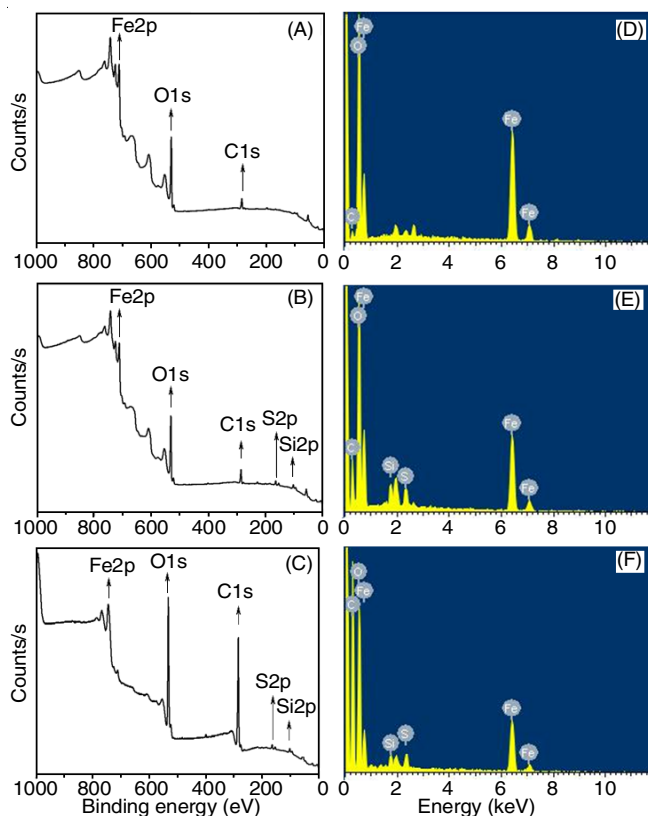 Fe2p
(A)
O1s
C1s
Counts/s
1000 800 600 400 200 0
Fe
(D)
O
Fe
C
Fe
0 2 4 6 8 10
Fe2p
(B)
O1s
C1s
S2p
Si2p
Counts/s
1000 800 600 400 200 0
Fe
(E)
O
Fe
C
Si
S
Fe
0 2 4 6 8 10
Fe2p
O1s
(C)
C1s
S2p
Si2p
Counts/s
1000 800 600 400 200 0
Binding energy (eV)
O
(F)
Fe
C
Fe
Si
S
Fe
0 2 4 6 8 10
Energy (keV)